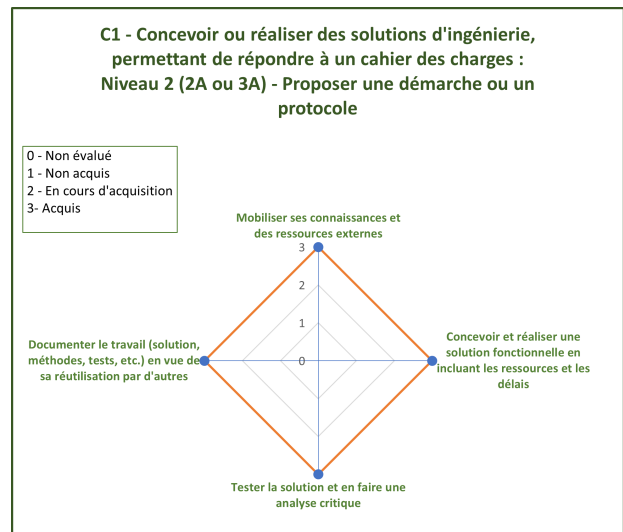 C1 - Concevoir ou réaliser des solutions d'ingénierie,
permettant de répondre à un cahier des charges :
Niveau 2 (2A ou 3A) - Proposer une démarche ou un
protocole
0 - Non évalué
1 - Non acquis
2 - En cours d'acquisition
3- Acquis
Mobiliser ses connaissances et
des ressources externes
3
2
1
0
Documenter le travail (solution,
méthodes, tests, etc.) en vue de
sa réutilisation par d'autres
Concevoir et réaliser une
solution fonctionnelle en
incluant les ressources et les
délais
Tester la solution et en faire une
analyse critique